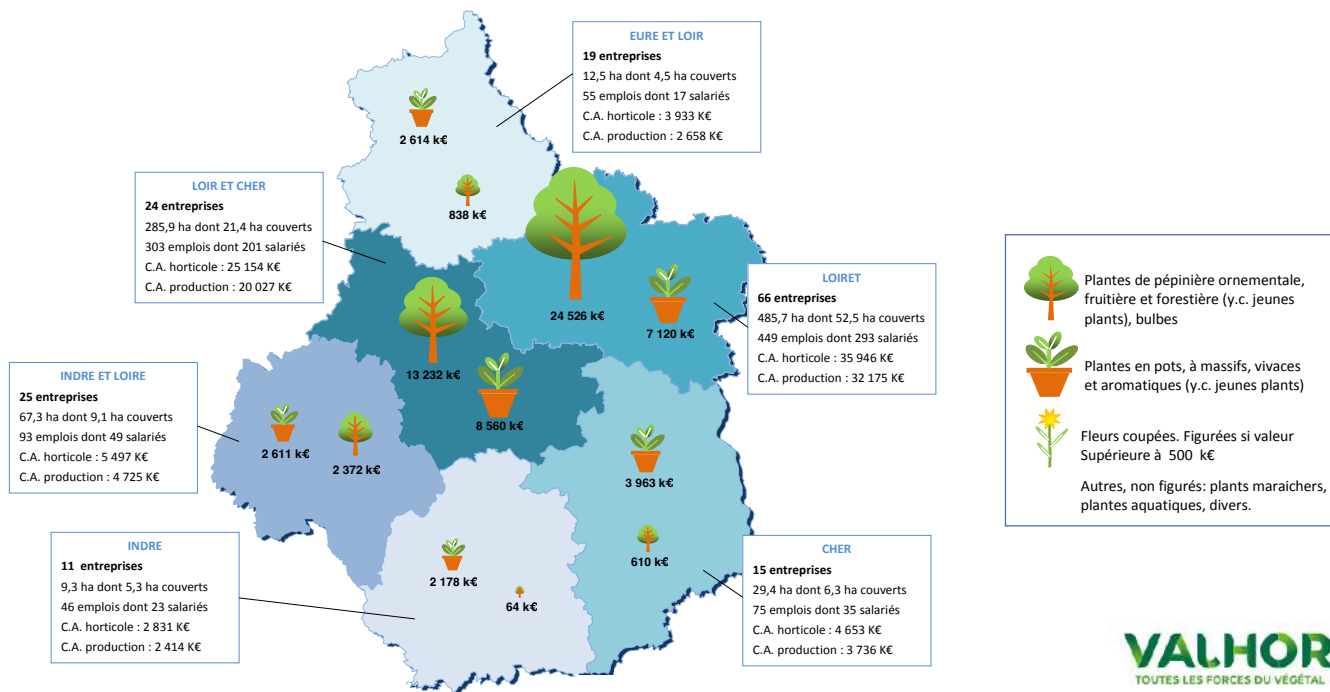 EURE ET LOIR
19 entreprises
12,5 ha dont 4,5 ha couverts
55 emplois dont 17 salariés
C.A. horticole : 3 933 K€
C.A. production : 2 658 K€
2 614 k€
838 k€
LOIR ET CHER
24 entreprises
285,9 ha dont 21,4 ha couverts
303 emplois dont 201 salariés
C.A. horticole : 25 154 K€
C.A. production : 20 027 K€
24 526 k€
7 120 k€
LOIRET
66 entreprises
485,7 ha dont 52,5 ha couverts
449 emplois dont 293 salariés
C.A. horticole : 35 946 K€
C.A. production : 32 175 K€
13 232 k€
8 560 k€
INDRE ET LOIRE
25 entreprises
67,3 ha dont 9,1 ha couverts
93 emplois dont 49 salariés
C.A. horticole : 5 497 K€
C.A. production : 4 725 K€
2 611 k€
2 372 k€
3 963 k€
610 k€
INDRE
11 entreprises
9,3 ha dont 5,3 ha couverts
46 emplois dont 23 salariés
C.A. horticole : 2 831 K€
C.A. production : 2 414 K€
2 178 k€
64 k€
CHER
15 entreprises
29,4 ha dont 6,3 ha couverts
75 emplois dont 35 salariés
C.A. horticole : 4 653 K€
C.A. production : 3 736 K€
Plantes de pépinière ornementale,
fruitière et forestière (y.c. jeunes
plants), bulbes
Plantes en pots, à massifs, vivaces
et aromatiques (y.c. jeunes plants)
Fleurs coupées. Figurées si valeur
Supérieure à 500 k€
Autres, non figurés: plants maraichers,
plantes aquatiques, divers.
VALHOR
TOUTES LES FORCES DU VÉGÉTAL